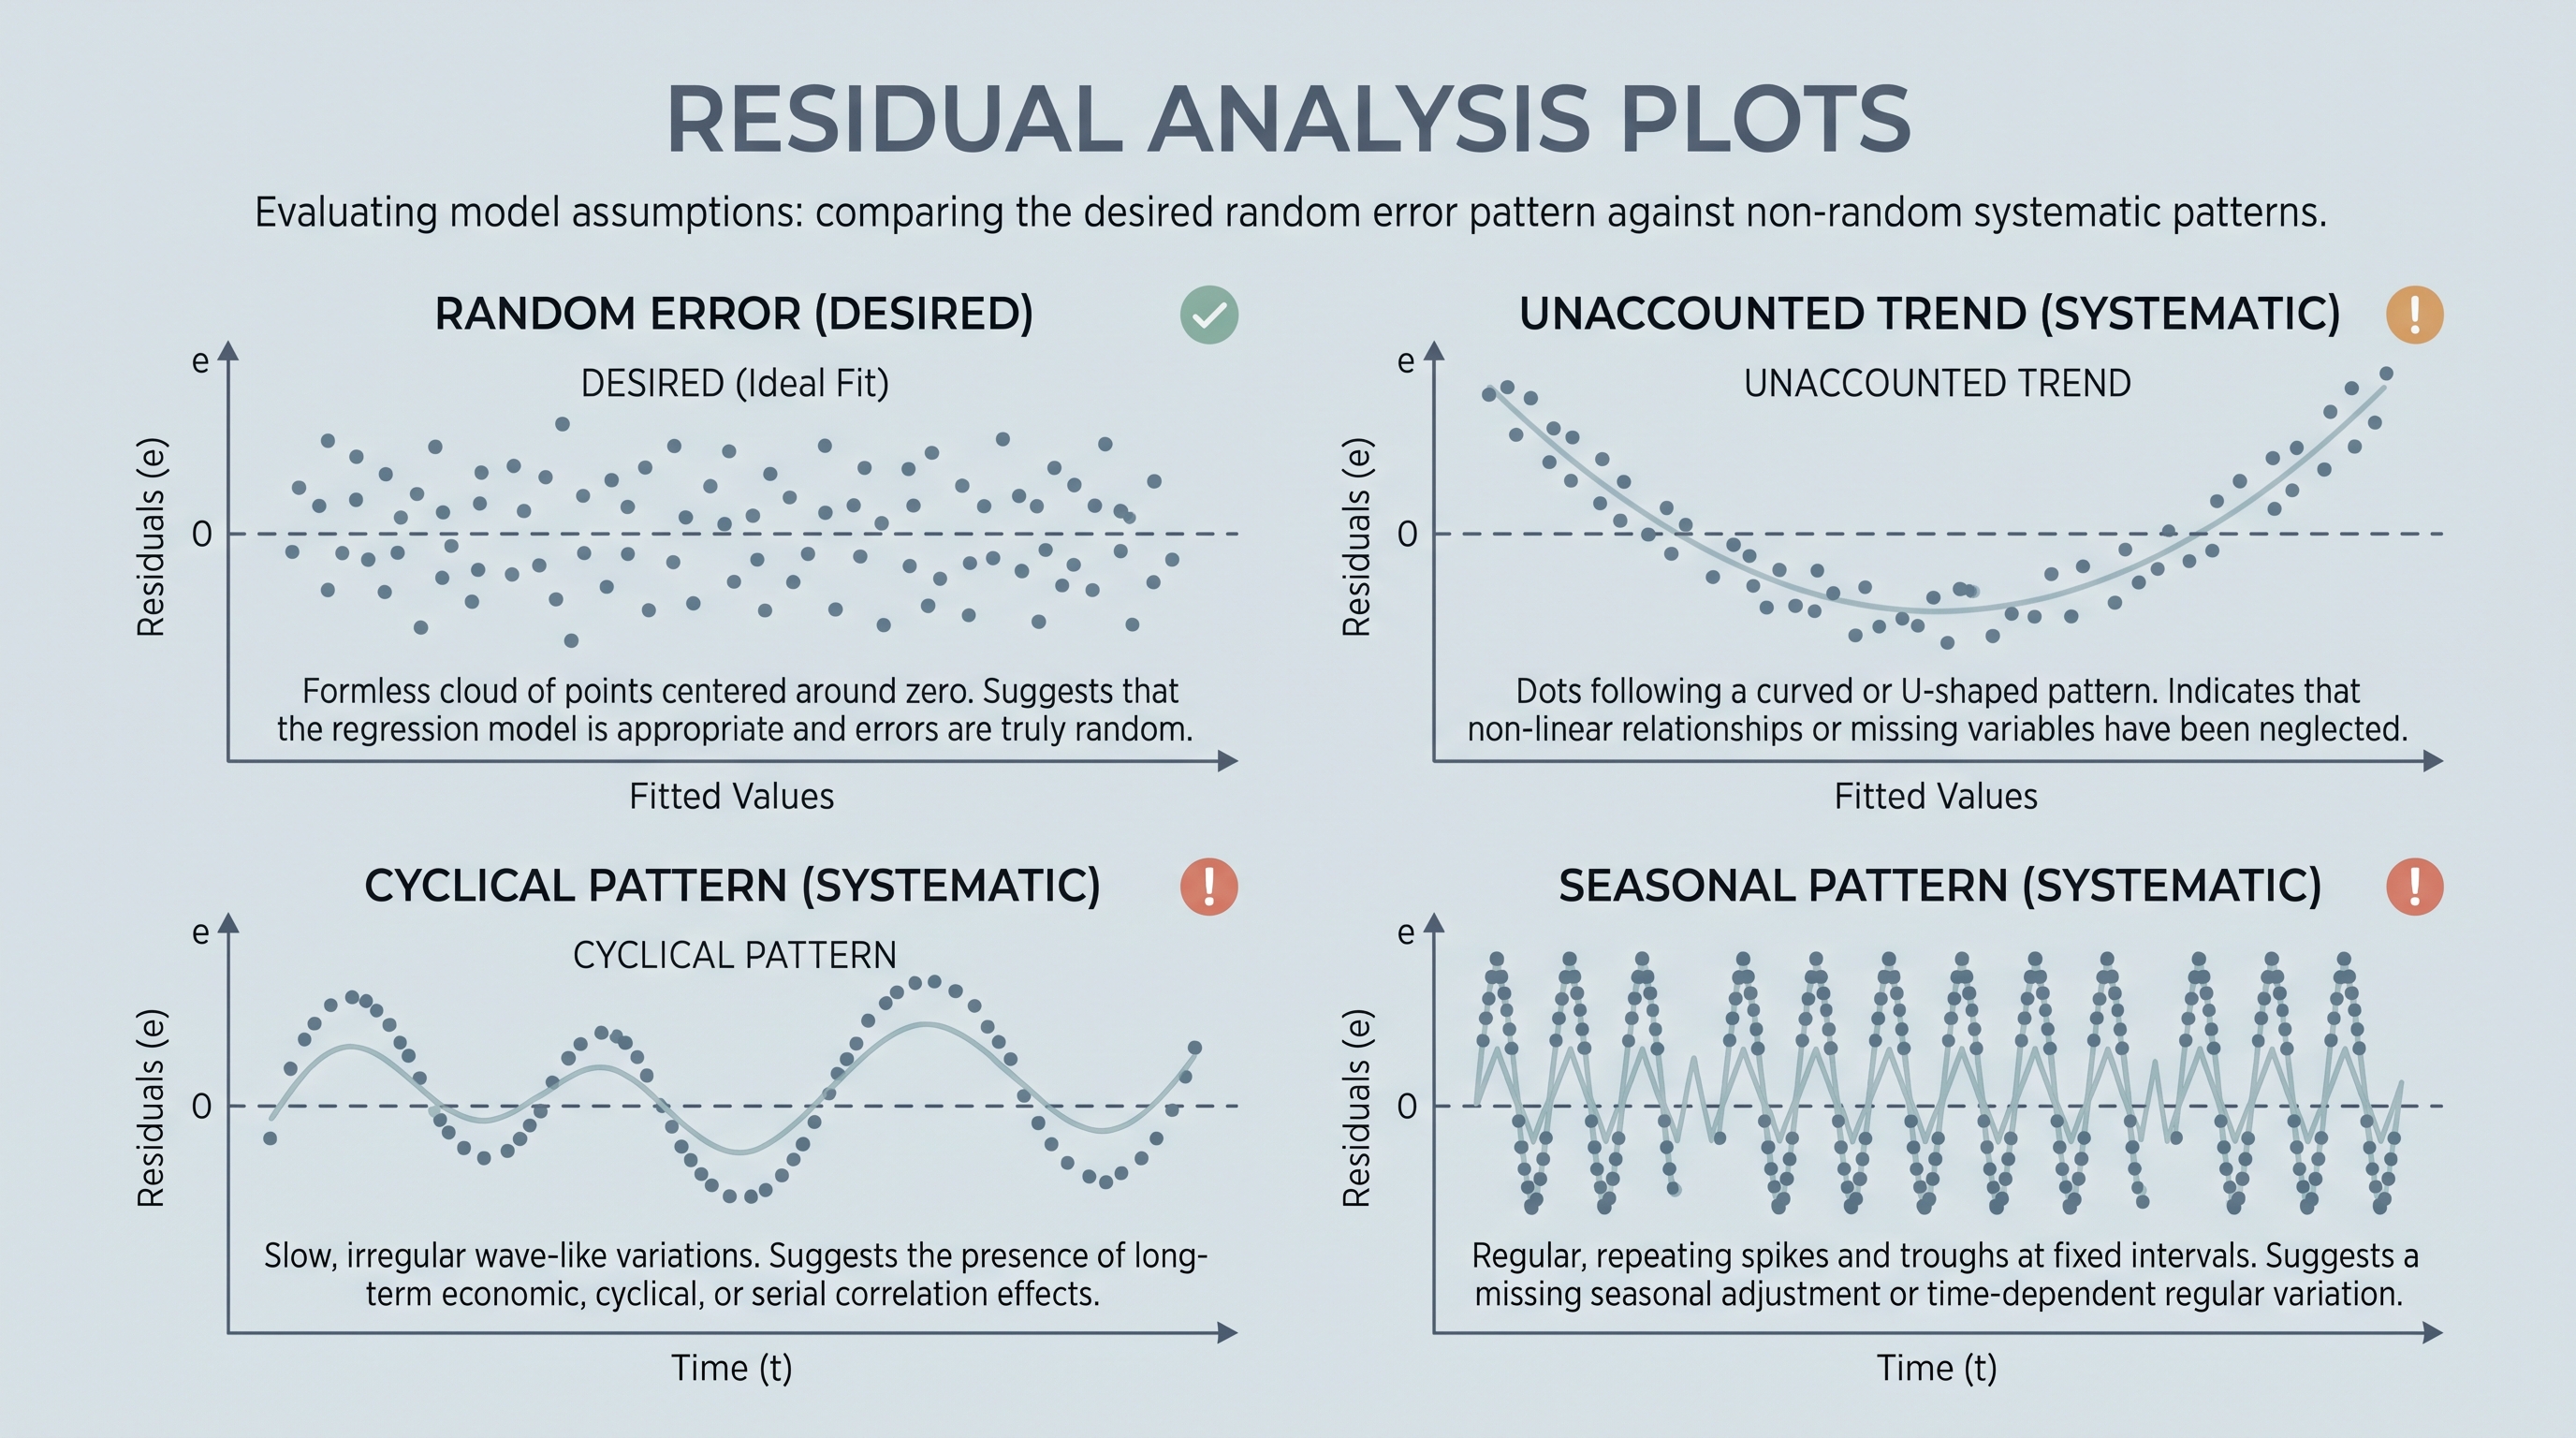 RESIDUAL ANALYSIS PLOTS
Evaluating model assumptions: comparing the desired random error pattern against non-random systematic patterns.
RANDOM ERROR (DESIRED)
e
DESIRED (Ideal Fit)
Residuals (e)
0
Formless cloud of points centered around zero. Suggests that
the regression model is appropriate and errors are truly random.
Fitted Values
UNACCOUNTED TREND (SYSTEMATIC)
!
e
UNACCOUNTED TREND
Residuals (e)
0
Dots following a curved or U-shaped pattern. Indicates that
non-linear relationships or missing variables have been neglected.
Fitted Values
CYCLICAL PATTERN (SYSTEMATIC)
!
e
CYCLICAL PATTERN
Residuals (e)
0
Slow, irregular wave-like variations. Suggests the presence of long-
term economic, cyclical, or serial correlation effects.
Time (t)
SEASONAL PATTERN (SYSTEMATIC)
!
e
Residuals (e)
0
Regular, repeating spikes and troughs at fixed intervals. Suggests a
missing seasonal adjustment or time-dependent regular variation.
Time (t)